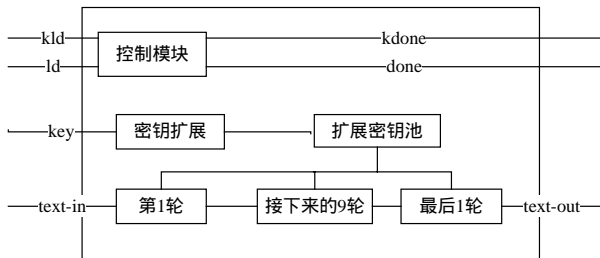 kld 控制模块 kdone
ld done
key 密钥扩展 扩展密钥池
text-in 第1轮 接下来的9轮 最后1轮 text-out